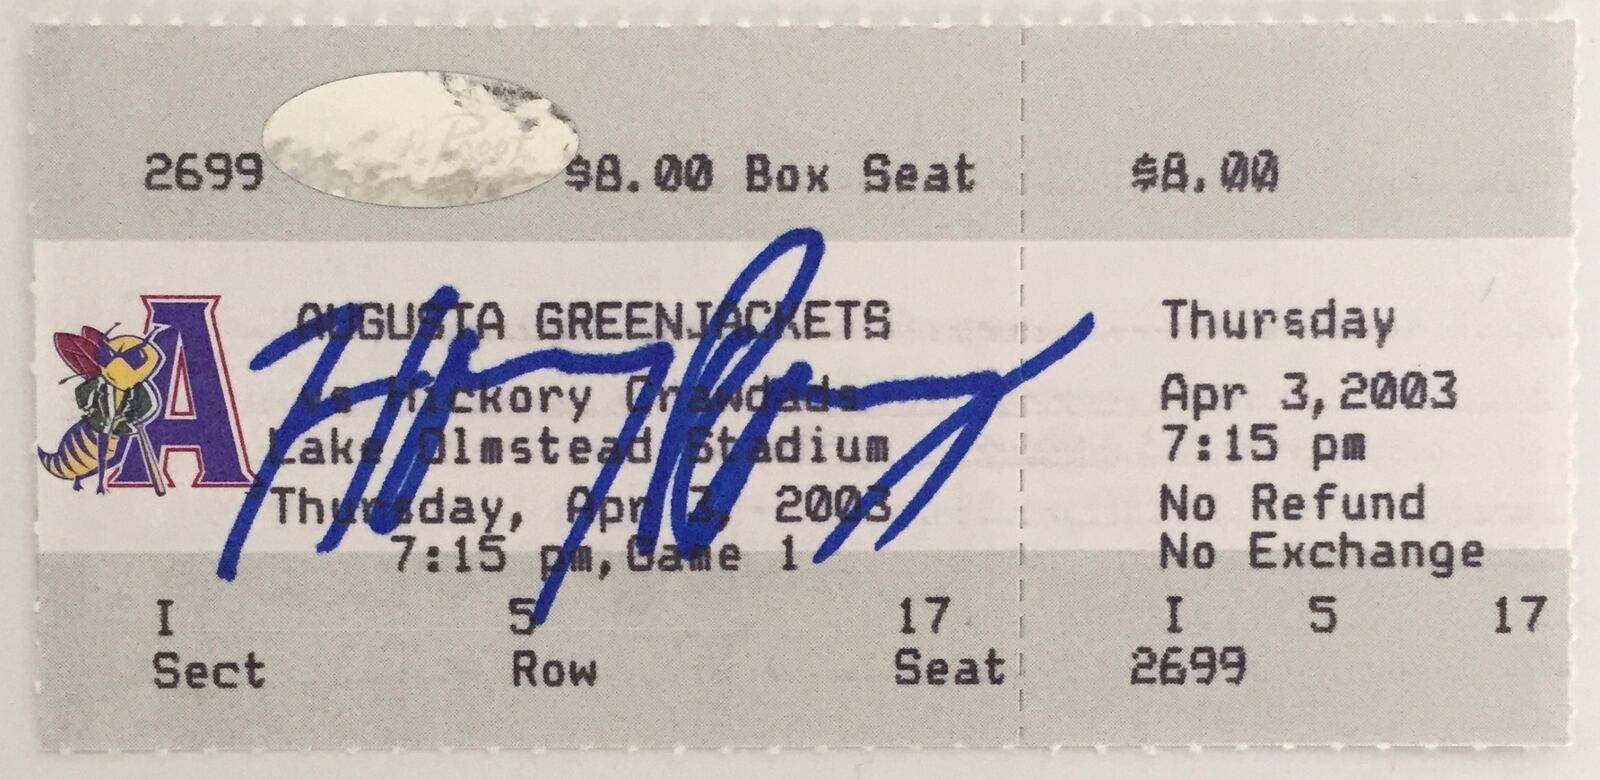 2699 $8.00 Box Seat
Proof
A
AUGUSTA GREENJACKETS
vs Hickory Crawdads
Lake Olmstead Stadium
Thursday, Apr 3, 2003
7:15 pm, Game 1
I 5 17
Sect Row Seat
$8.00
Thursday
Apr 3, 2003
7:15 pm
No Refund
No Exchange
I 5 17
2699